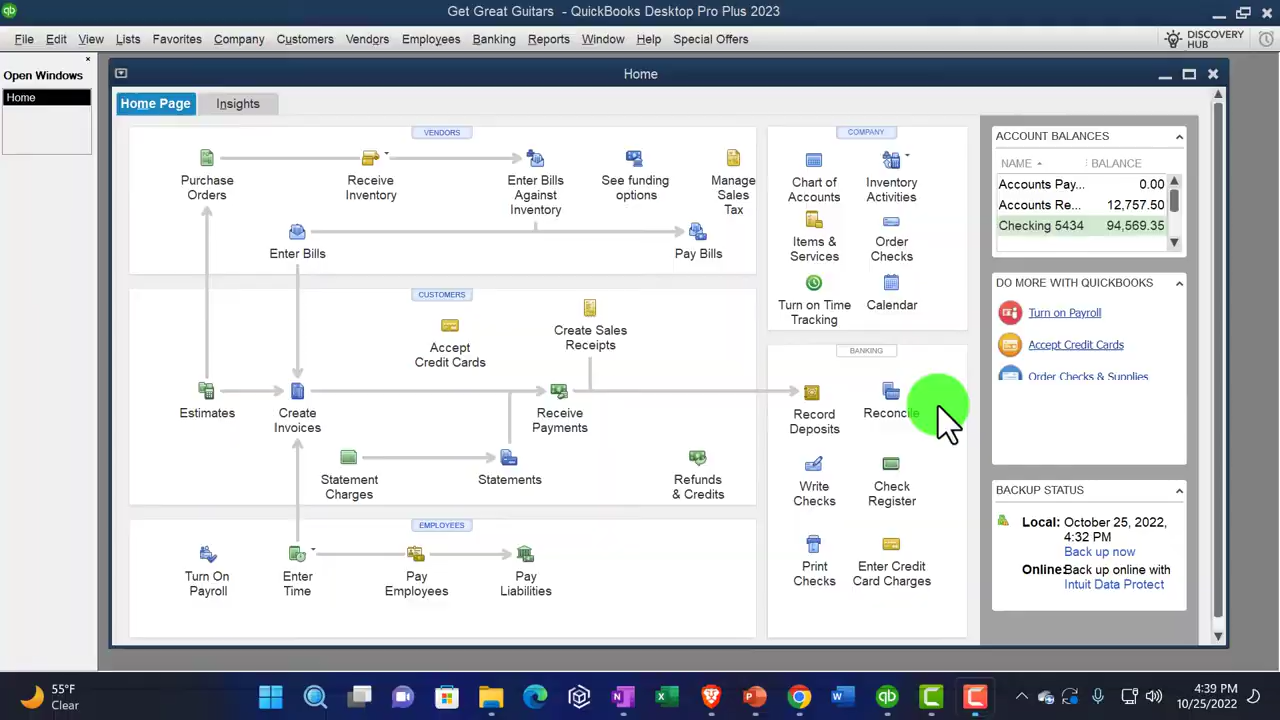 Get Great Guitars - QuickBooks Desktop Pro Plus 2023
File Edit View Lists Favorites Company Customers Vendors Employees Banking Reports Window Help Special Offers
DISCOVERY
HUB
Open Windows
Home
Home
Home Page
Insights
VENDORS
Purchase
Orders
Receive
Inventory
Enter Bills
Against
Inventory
See funding
options
Manage
Sales
Tax
Enter Bills
Pay Bills
CUSTOMERS
Accept
Credit Cards
Create Sales
Receipts
Estimates
Create
Invoices
Receive
Payments
Statement
Charges
Statements
Refunds
& Credits
EMPLOYEES
Turn On
Payroll
Enter
Time
Pay
Employees
Pay
Liabilities
COMPANY
Chart of
Accounts
Inventory
Activities
Items &
Services
Order
Checks
Turn on Time
Tracking
Calendar
BANKING
Record
Deposits
Reconcile
Write
Checks
Check
Register
Print
Checks
Enter Credit
Card Charges
ACCOUNT BALANCES
NAME BALANCE
Accounts Pay... 0.00
Accounts Re... 12,757.50
Checking 5434 94,569.35
DO MORE WITH QUICKBOOKS
Turn on Payroll
Accept Credit Cards
Order Checks & Supplies
BACKUP STATUS
Local: October 25, 2022,
4:32 PM
Back up now
Online: Back up online with
Intuit Data Protect
55°F
Clear
4:39 PM
10/25/2022